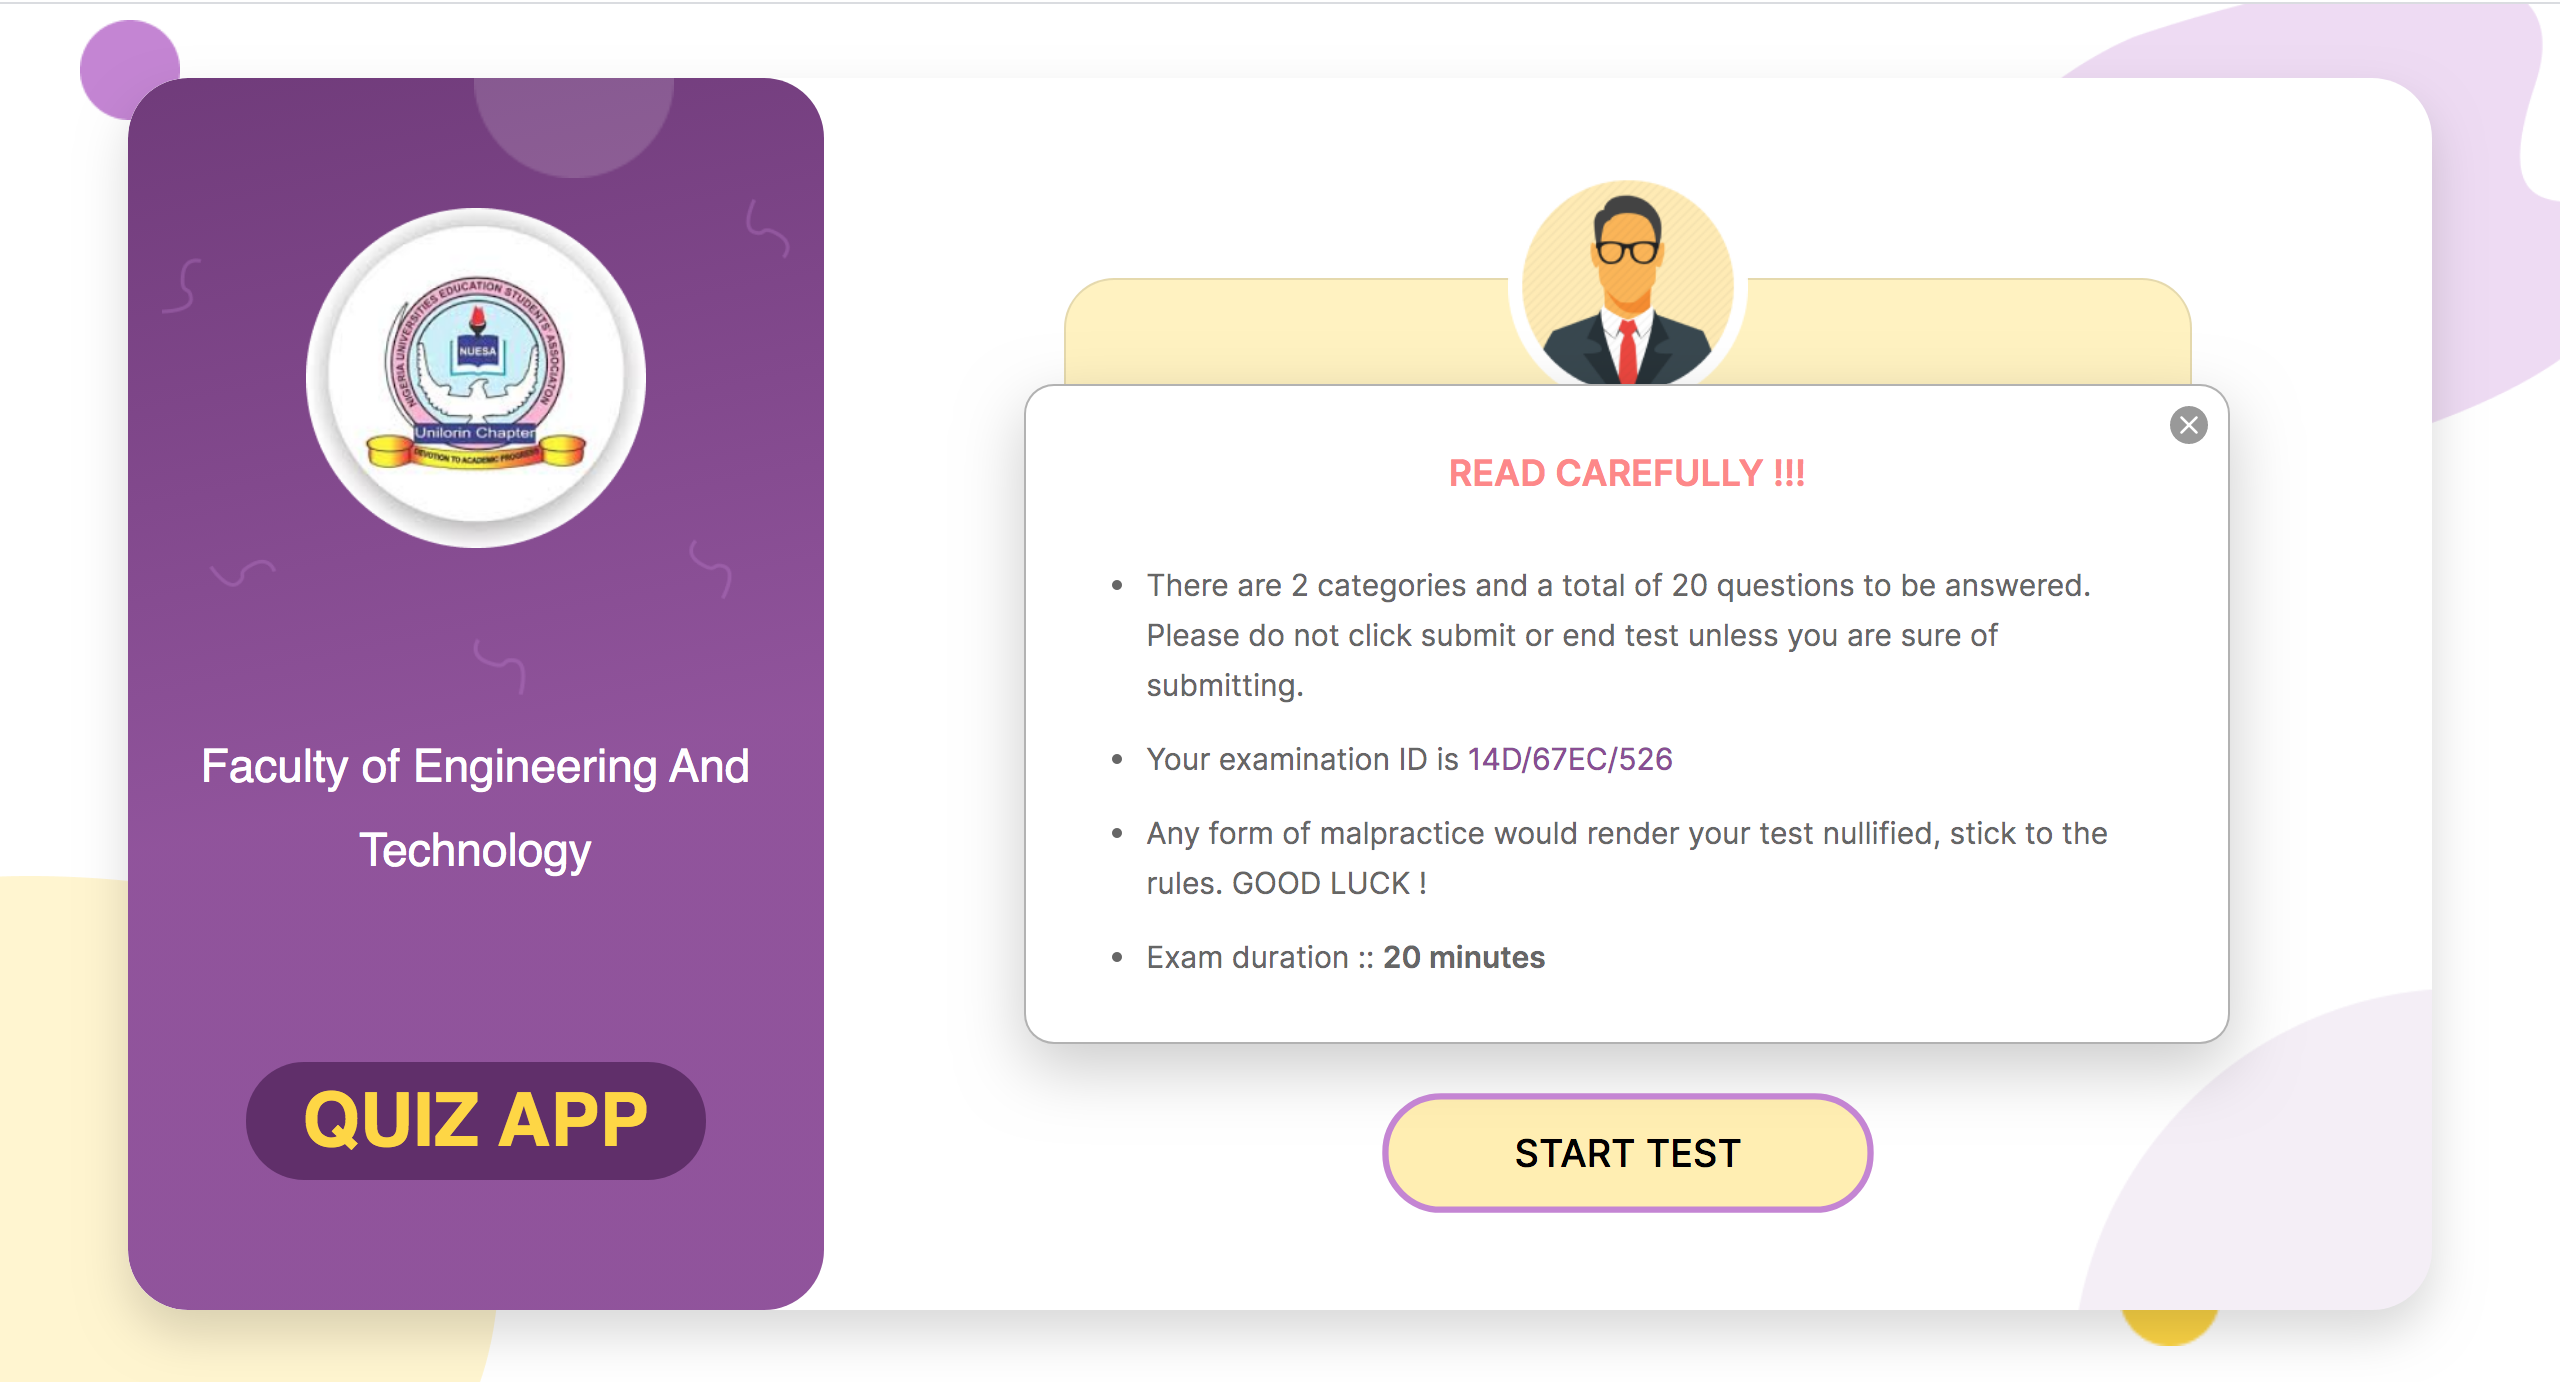 NIGERIA UNIVERSITIES EDUCATION STUDENTS' ASSOCIATION
NUESA
Unilorin Chapter
DEVOTION TO ACADEMIC PROGRESS
Faculty of Engineering And
Technology
QUIZ APP
READ CAREFULLY !!!
• There are 2 categories and a total of 20 questions to be answered.
Please do not click submit or end test unless you are sure of
submitting.
• Your examination ID is 14D/67EC/526
• Any form of malpractice would render your test nullified, stick to the
rules. GOOD LUCK !
• Exam duration :: 20 minutes
START TEST